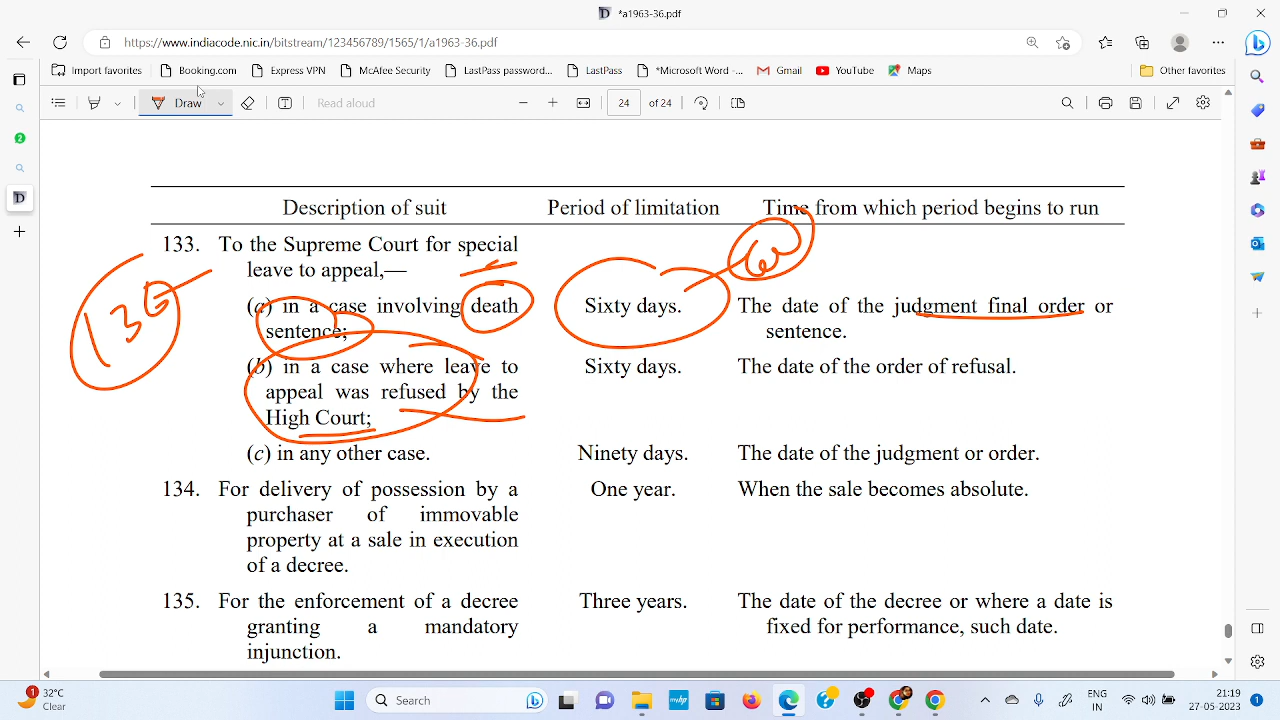 *a1963-36.pdf
https://www.indiacode.nic.in/bitstream/123456789/1565/1/a1963-36.pdf
Import favorites
Booking.com
Express VPN
McAfee Security
LastPass password...
LastPass
*Microsoft Word -...
Gmail
YouTube
Maps
Other favorites
Draw
Read aloud
24 of 24
Description of suit Period of limitation Time from which period begins to run
133. To the Supreme Court for special
leave to appeal,—
(a) in a case involving death Sixty days. The date of the judgment final order or
sentence; sentence.
(b) in a case where leave to Sixty days. The date of the order of refusal.
appeal was refused by the
High Court;
(c) in any other case. Ninety days. The date of the judgment or order.
134. For delivery of possession by a One year. When the sale becomes absolute.
purchaser of immovable
property at a sale in execution
of a decree.
135. For the enforcement of a decree Three years. The date of the decree or where a date is
granting a mandatory fixed for performance, such date.
injunction.
32°C
Clear
1
Search
ENG
IN
21:19
27-05-2023